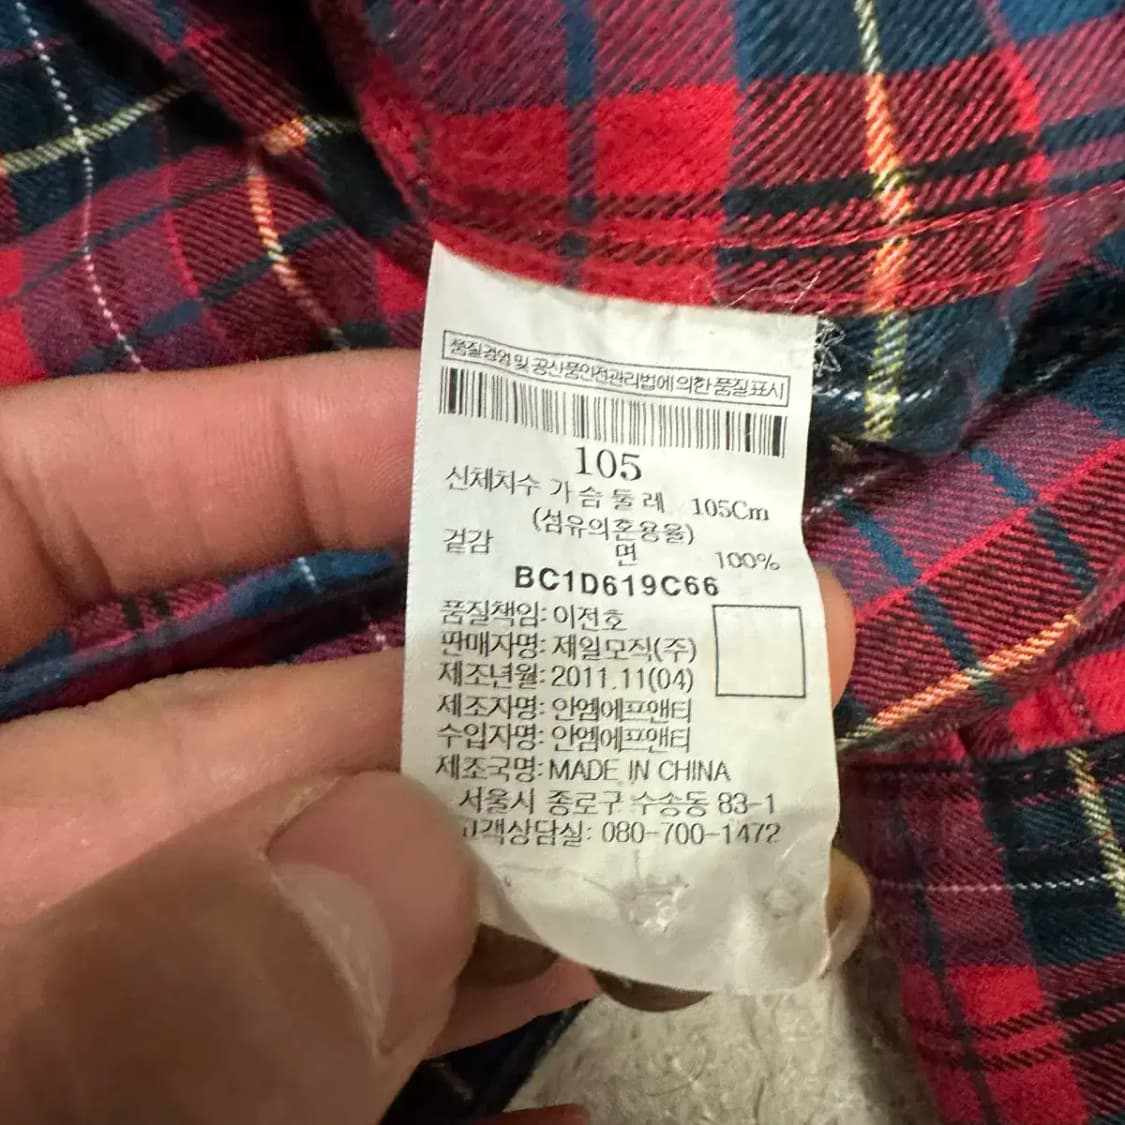 품질경영 및 공산품안전관리법에 의한 품질표시
105
신체치수 가슴둘레 105Cm
(섬유의혼용율)
겉감 면 100%
BC1D619C66
품질책임: 이전호
판매자명: 제일모직(주)
제조년월: 2011.11(04)
제조자명: 안엠에프앤티
수입자명: 안엠에프앤티
제조국명: MADE IN CHINA
서울시 종로구 수송동 83-1
고객상담실: 080-700-1472